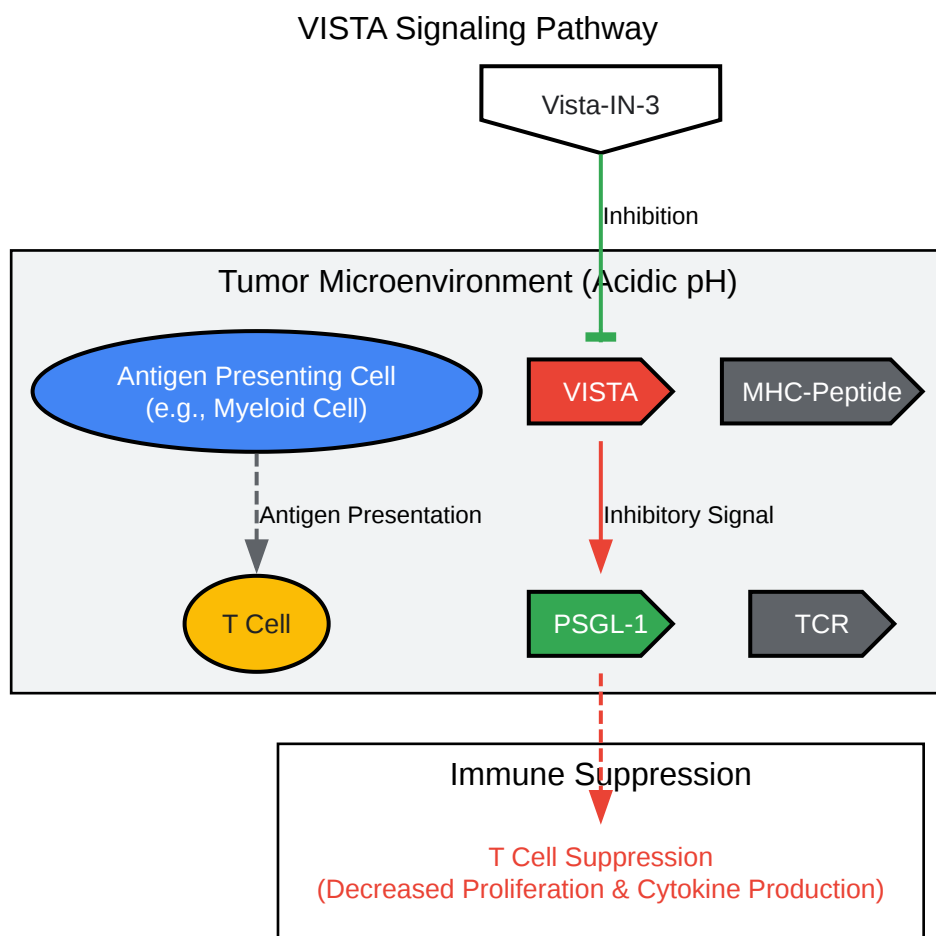 VISTA Signaling Pathway
Vista-IN-3
Inhibition
Tumor Microenvironment (Acidic pH)
Antigen Presenting Cell
(e.g., Myeloid Cell)
VISTA
MHC-Peptide
Antigen Presentation
Inhibitory Signal
T Cell
PSGL-1
TCR
Immune Suppression
T Cell Suppression
(Decreased Proliferation & Cytokine Production)